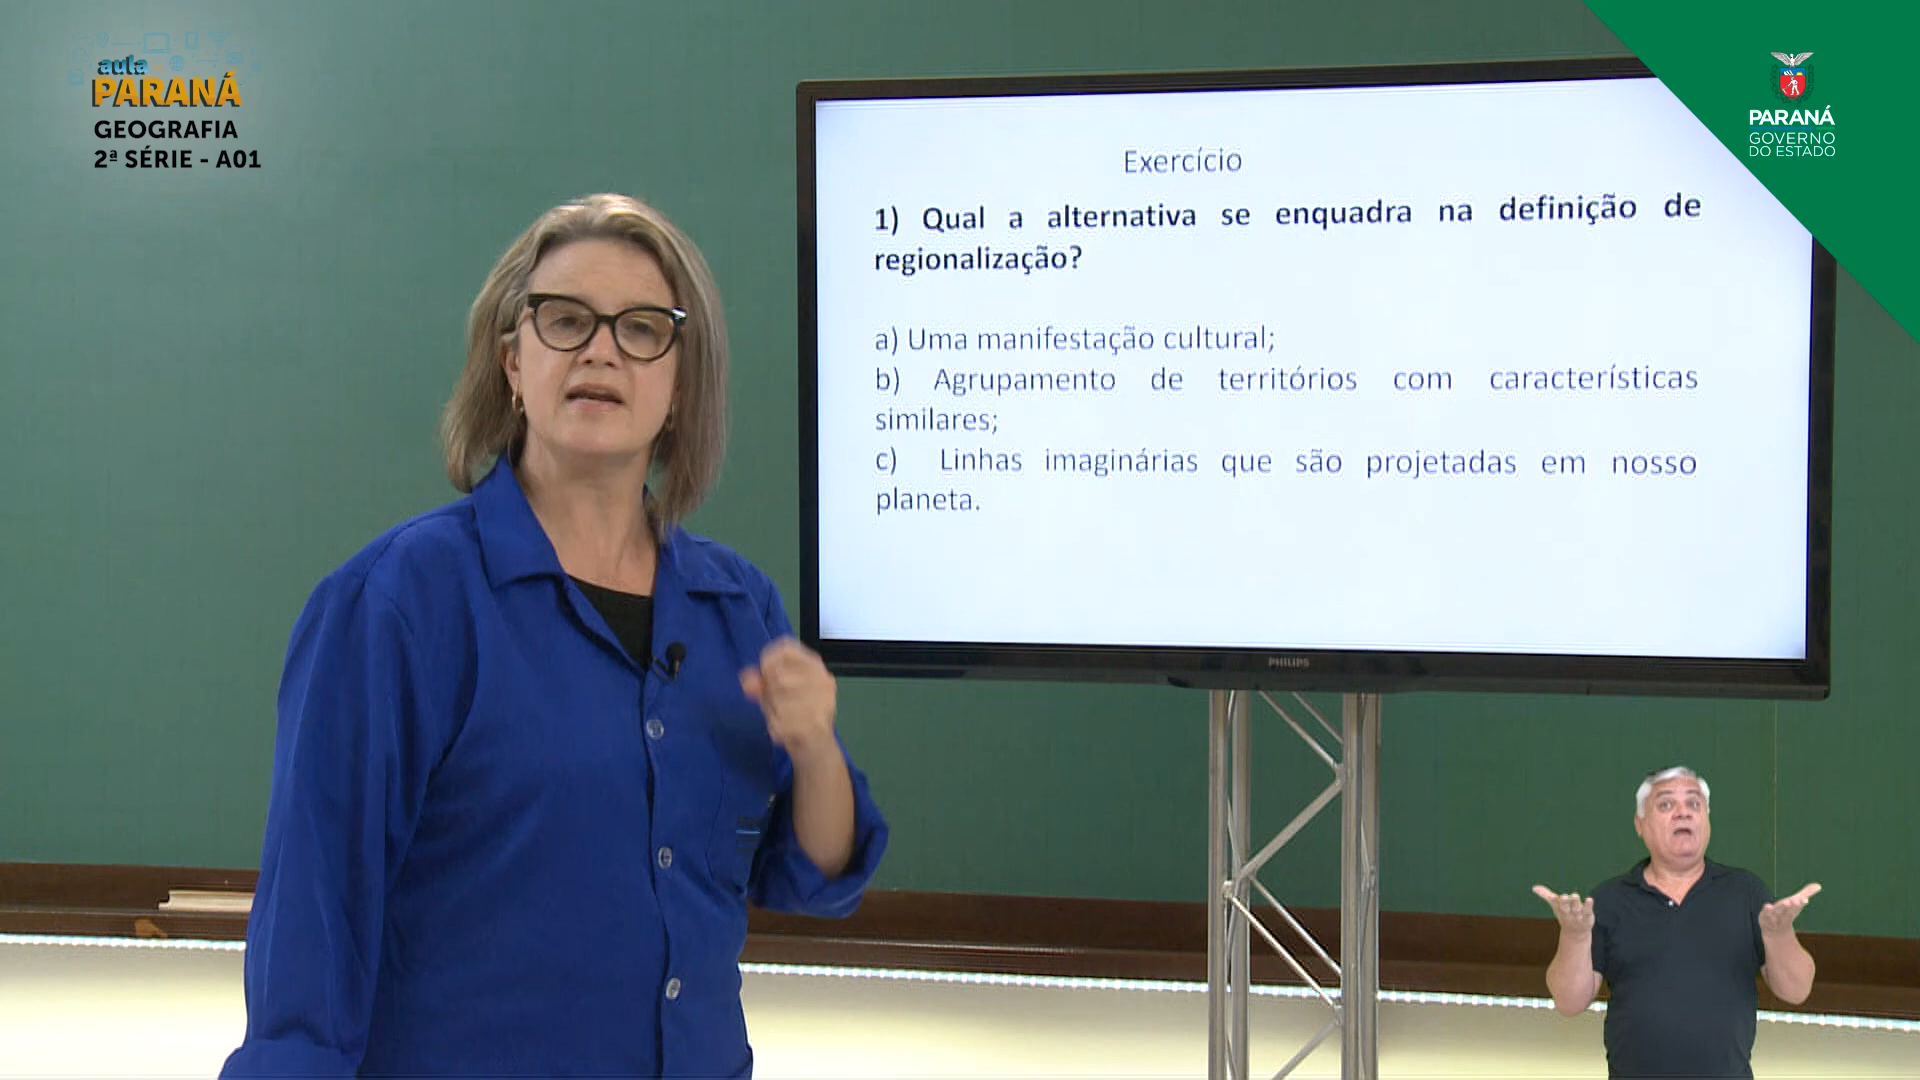 aula
PARANÁ
GEOGRAFIA
2ª SÉRIE - A01
PARANÁ
GOVERNO
DO ESTADO
Exercício
1) Qual a alternativa se enquadra na definição de
regionalização?
a) Uma manifestação cultural;
b) Agrupamento de territórios com características
similares;
c) Linhas imaginárias que são projetadas em nosso
planeta.
PHILIPS